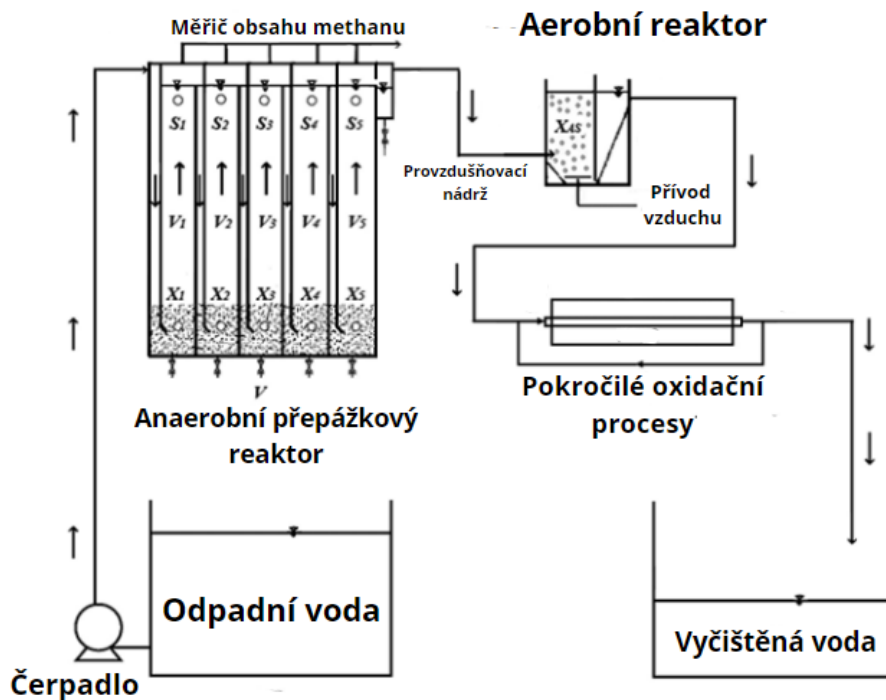 Měřič obsahu methanu
Aerobní reaktor
S1 S2 S3 S4 S5
XAS
Provzdušňovací
nádrž
Přívod
vzduchu
V1 V2 V3 V4 V5
X1 X2 X3 X4 X5
V
Anaerobní přepážkový
reaktor
Pokročilé oxidační
procesy
Odpadní voda
Vyčištěná voda
Čerpadlo